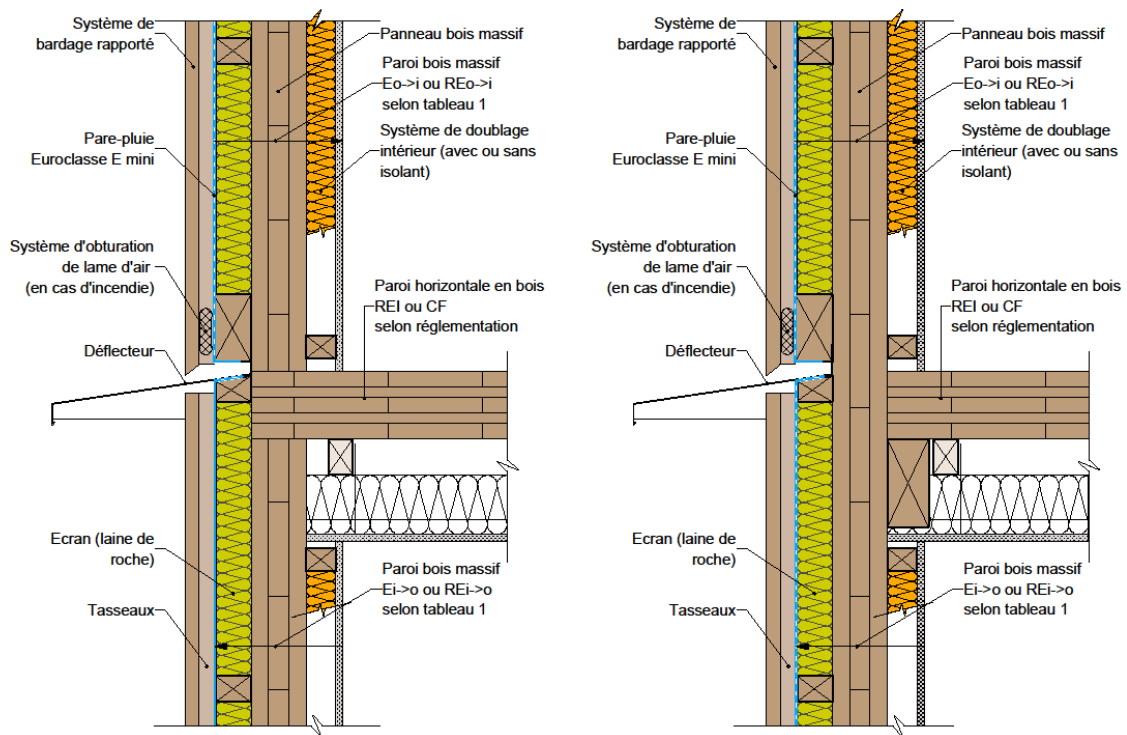 Système de
bardage rapporté
Pare-pluie
Euroclasse E mini
Système d'obturation
de lame d'air
(en cas d'incendie)
Déflecteur
Ecran (laine de
roche)
Tasseaux
Panneau bois massif
Paroi bois massif
Eo->i ou REo->i
selon tableau 1
Système de doublage
intérieur (avec ou sans
isolant)
Paroi horizontale en bois
REI ou CF
selon réglementation
Paroi bois massif
Ei->o ou REi->o
selon tableau 1
Système de
bardage rapporté
Pare-pluie
Euroclasse E mini
Système d'obturation
de lame d'air
(en cas d'incendie)
Déflecteur
Ecran (laine de
roche)
Tasseaux
Panneau bois massif
Paroi bois massif
Eo->i ou REo->i
selon tableau 1
Système de doublage
intérieur (avec ou sans
isolant)
Paroi horizontale en bois
REI ou CF
selon réglementation
Paroi bois massif
Ei->o ou REi->o
selon tableau 1